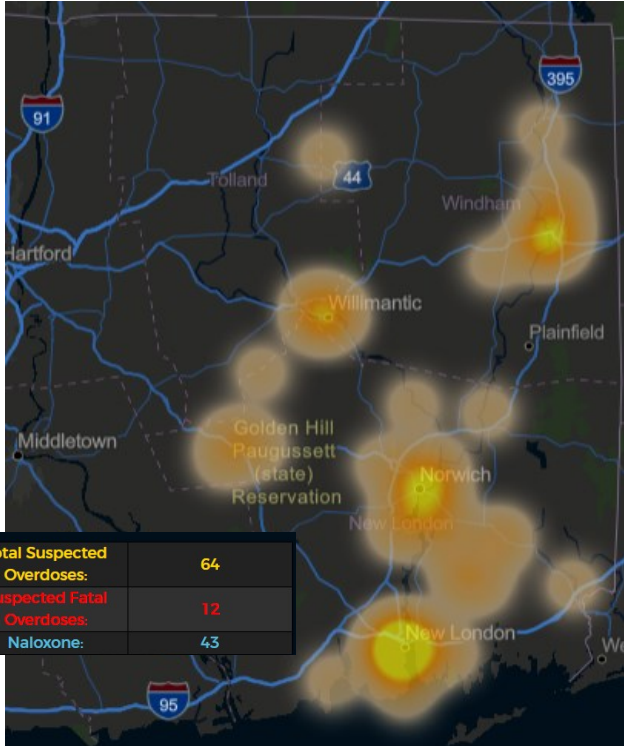 395
91
Tolland
44
Windham
Hartford
Willimantic
Plainfield
Golden Hill
Paugussett
(state)
Reservation
Middletown
Norwich
New London
otal Suspected
Overdoses:
64
uspected Fatal
Overdoses:
12
Naloxone:
43
New London
We
95